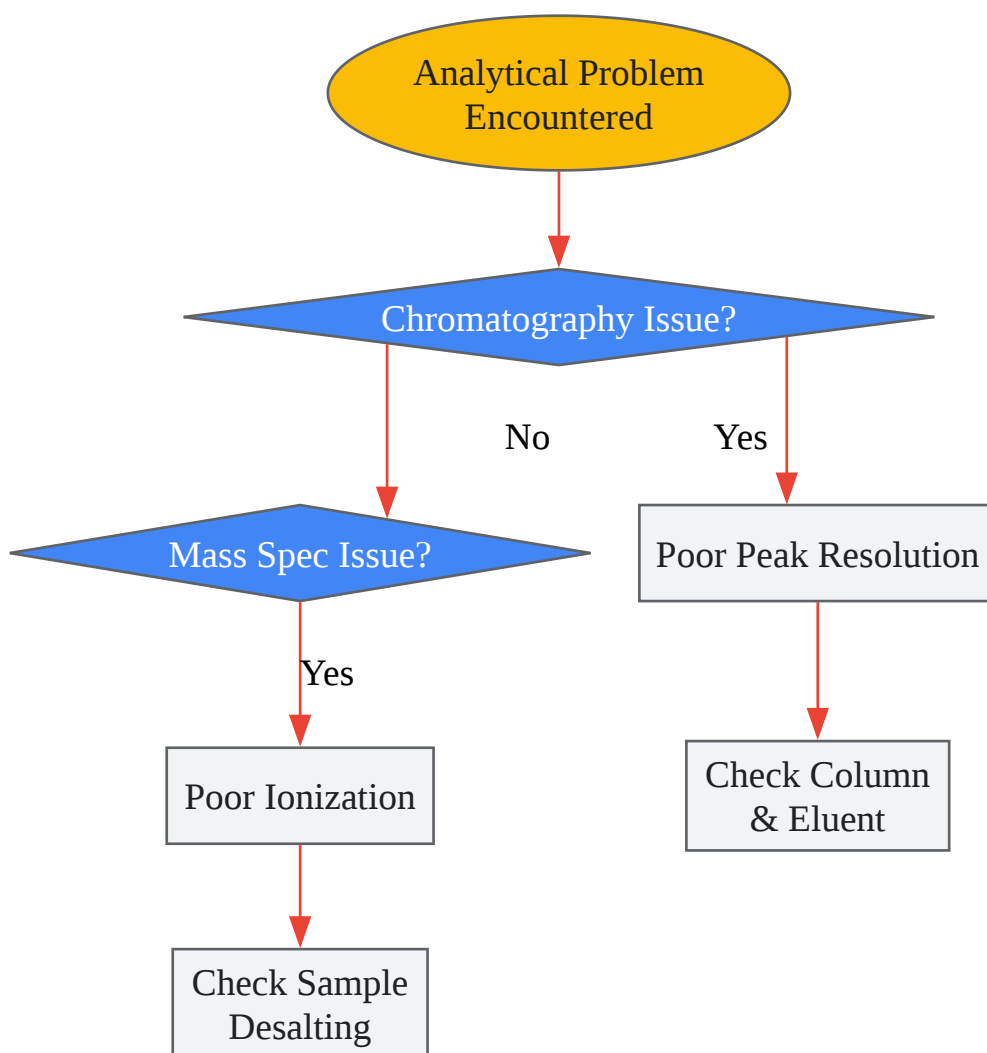 Analytical Problem
Encountered
Chromatography Issue?
No
Yes
Mass Spec Issue?
Poor Peak Resolution
Yes
Poor Ionization
Check Column
& Eluent
Check Sample
Desalting